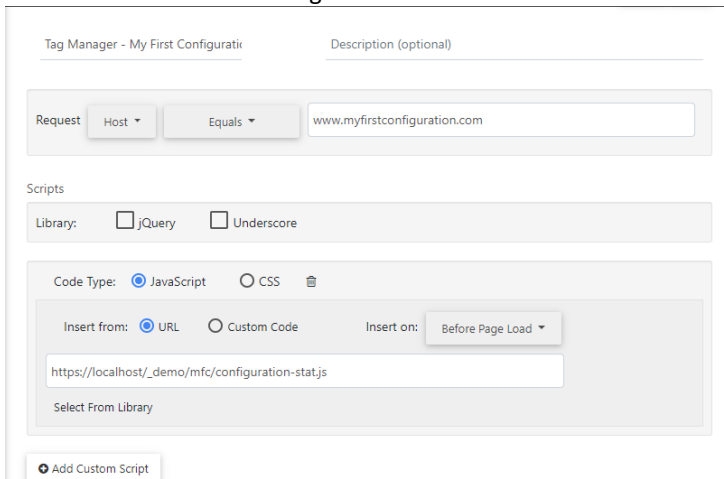 Tag Manager - My First Configuratic Description (optional)
Request Host Equals www.myfirstconfiguration.com
Scripts
Library: jQuery Underscore
Code Type: JavaScript CSS
Insert from: URL Custom Code Insert on: Before Page Load
https://localhost/_demo/mfc/configuration-stat.js
Select From Library
Add Custom Script